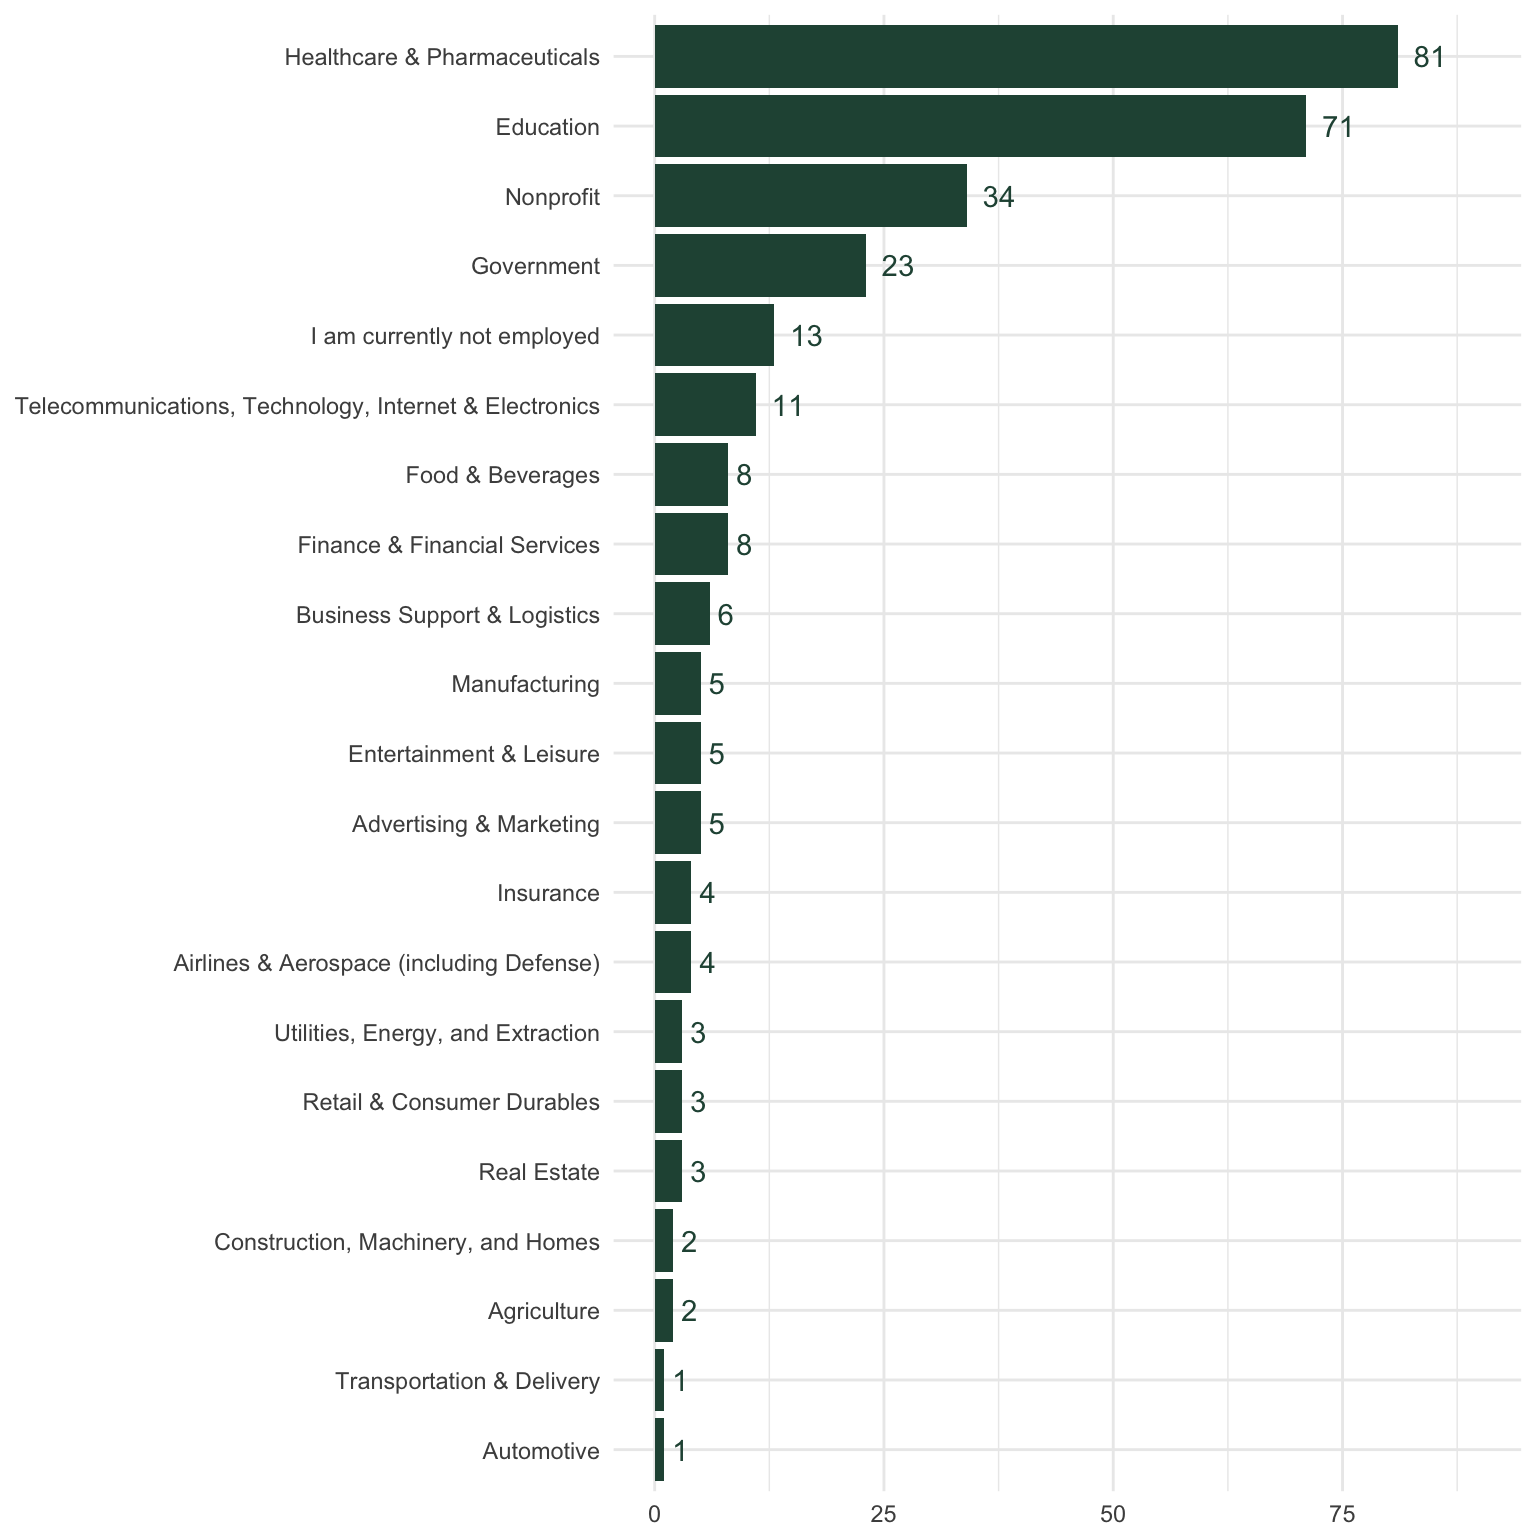 Healthcare & Pharmaceuticals 81
Education 71
Nonprofit 34
Government 23
I am currently not employed 13
Telecommunications, Technology, Internet & Electronics 11
Food & Beverages 8
Finance & Financial Services 8
Business Support & Logistics 6
Manufacturing 5
Entertainment & Leisure 5
Advertising & Marketing 5
Insurance 4
Airlines & Aerospace (including Defense) 4
Utilities, Energy, and Extraction 3
Retail & Consumer Durables 3
Real Estate 3
Construction, Machinery, and Homes 2
Agriculture 2
Transportation & Delivery 1
Automotive 1
0 25 50 75